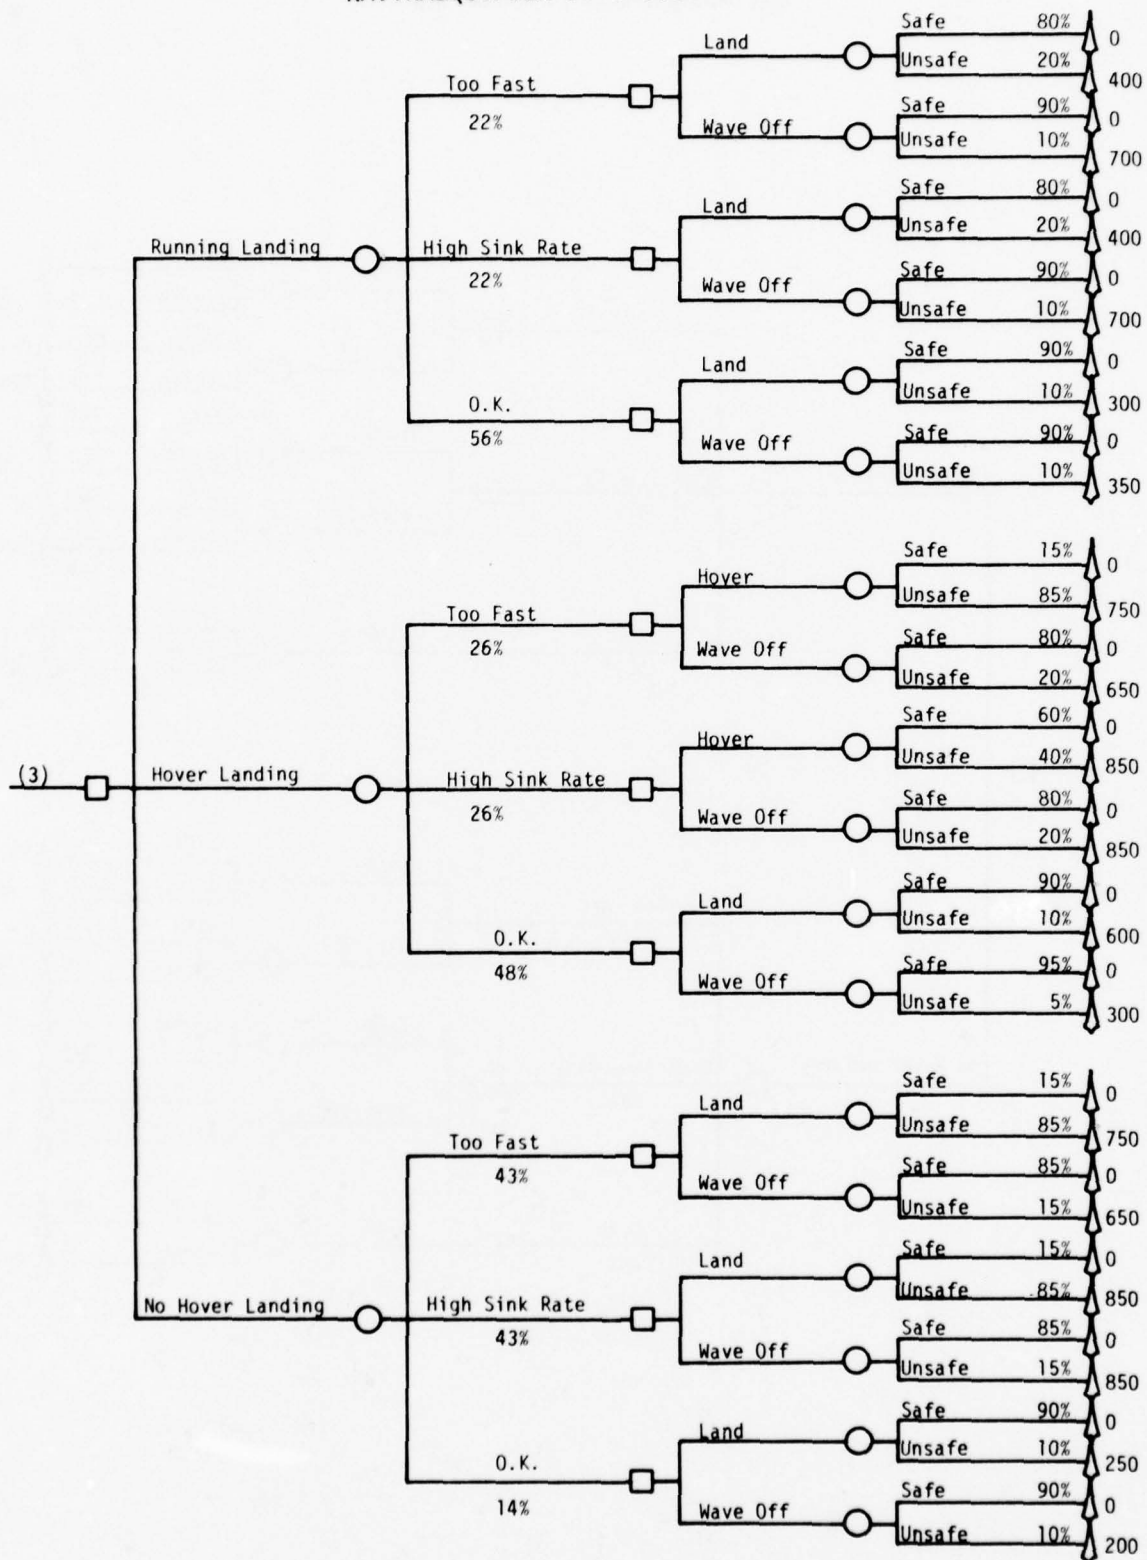 Safe 80% 0
Land
Unsafe 20% 400
Too Fast
22%
Safe 90% 0
Wave Off
Unsafe 10% 700
Safe 80% 0
Land
Unsafe 20% 400
Running Landing
High Sink Rate
22%
Safe 90% 0
Wave Off
Unsafe 10% 700
Safe 90% 0
Land
Unsafe 10% 300
O.K.
56%
Safe 90% 0
Wave Off
Unsafe 10% 350
Safe 15% 0
Hover
Unsafe 85% 750
Too Fast
26%
Safe 80% 0
Wave Off
Unsafe 20% 650
Safe 60% 0
Hover
Unsafe 40% 850
(3)
Hover Landing
High Sink Rate
26%
Safe 80% 0
Wave Off
Unsafe 20% 850
Safe 90% 0
Land
Unsafe 10% 600
O.K.
48%
Safe 95% 0
Wave Off
Unsafe 5% 300
Safe 15% 0
Land
Unsafe 85% 750
Too Fast
43%
Safe 85% 0
Wave Off
Unsafe 15% 650
Safe 15% 0
Land
Unsafe 85% 850
No Hover Landing
High Sink Rate
43%
Safe 85% 0
Wave Off
Unsafe 15% 850
Safe 90% 0
Land
Unsafe 10% 250
O.K.
14%
Safe 90% 0
Wave Off
Unsafe 10% 200